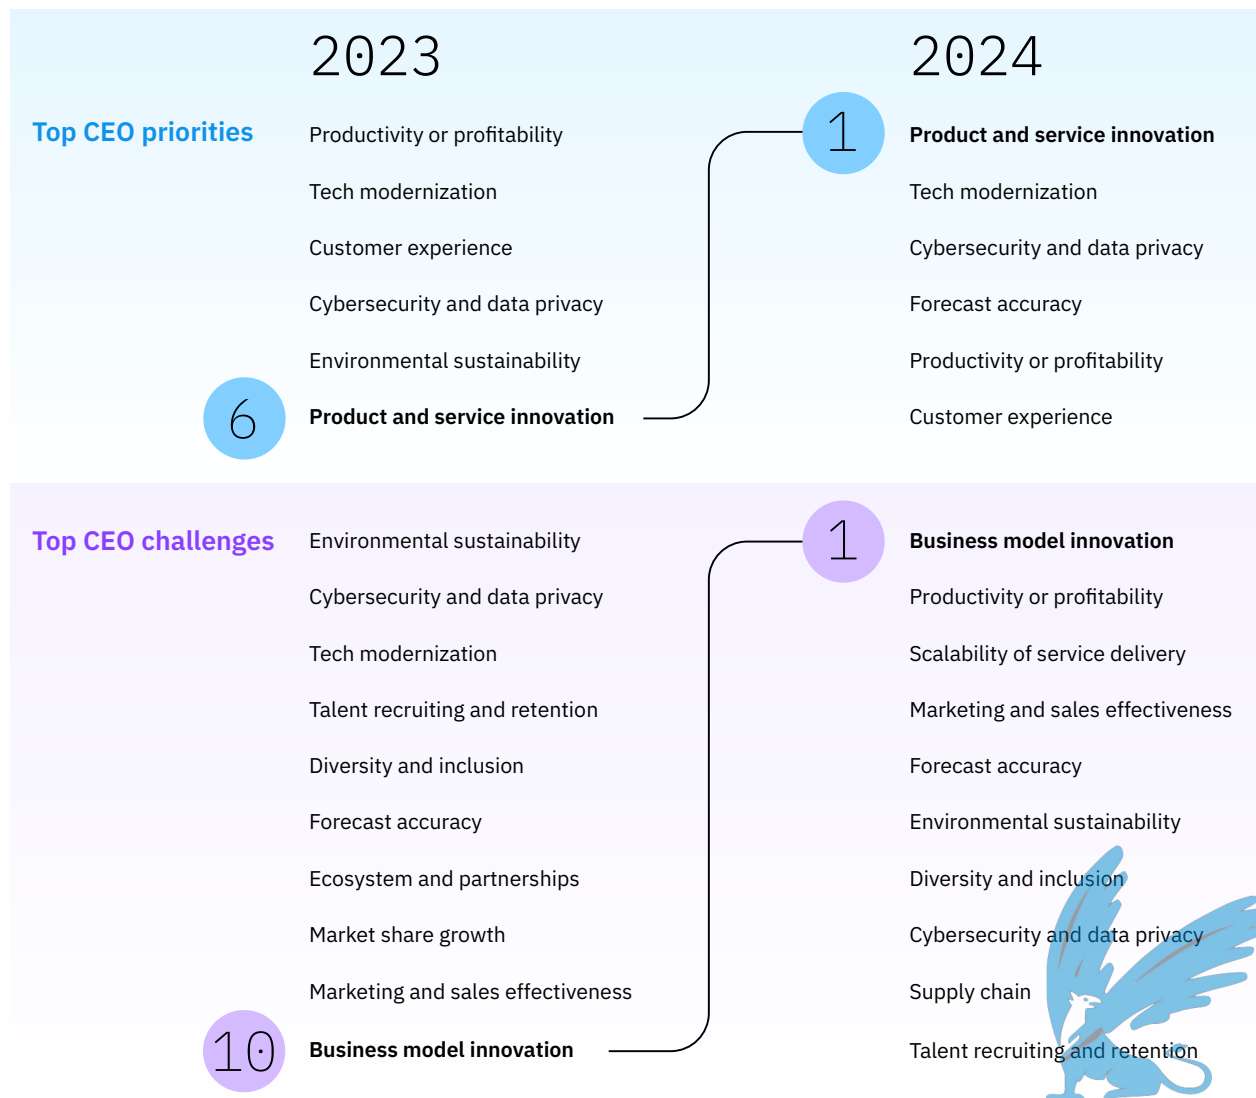 2023
2024
Top CEO priorities
Productivity or profitability
1
Product and service innovation
Tech modernization
Tech modernization
Customer experience
Cybersecurity and data privacy
Cybersecurity and data privacy
Forecast accuracy
Environmental sustainability
Productivity or profitability
6
Product and service innovation
Customer experience
Top CEO challenges
Environmental sustainability
1
Business model innovation
Cybersecurity and data privacy
Productivity or profitability
Tech modernization
Scalability of service delivery
Talent recruiting and retention
Marketing and sales effectiveness
Diversity and inclusion
Forecast accuracy
Forecast accuracy
Environmental sustainability
Ecosystem and partnerships
Diversity and inclusion
Market share growth
Cybersecurity and data privacy
Marketing and sales effectiveness
Supply chain
10
Business model innovation
Talent recruiting and retention